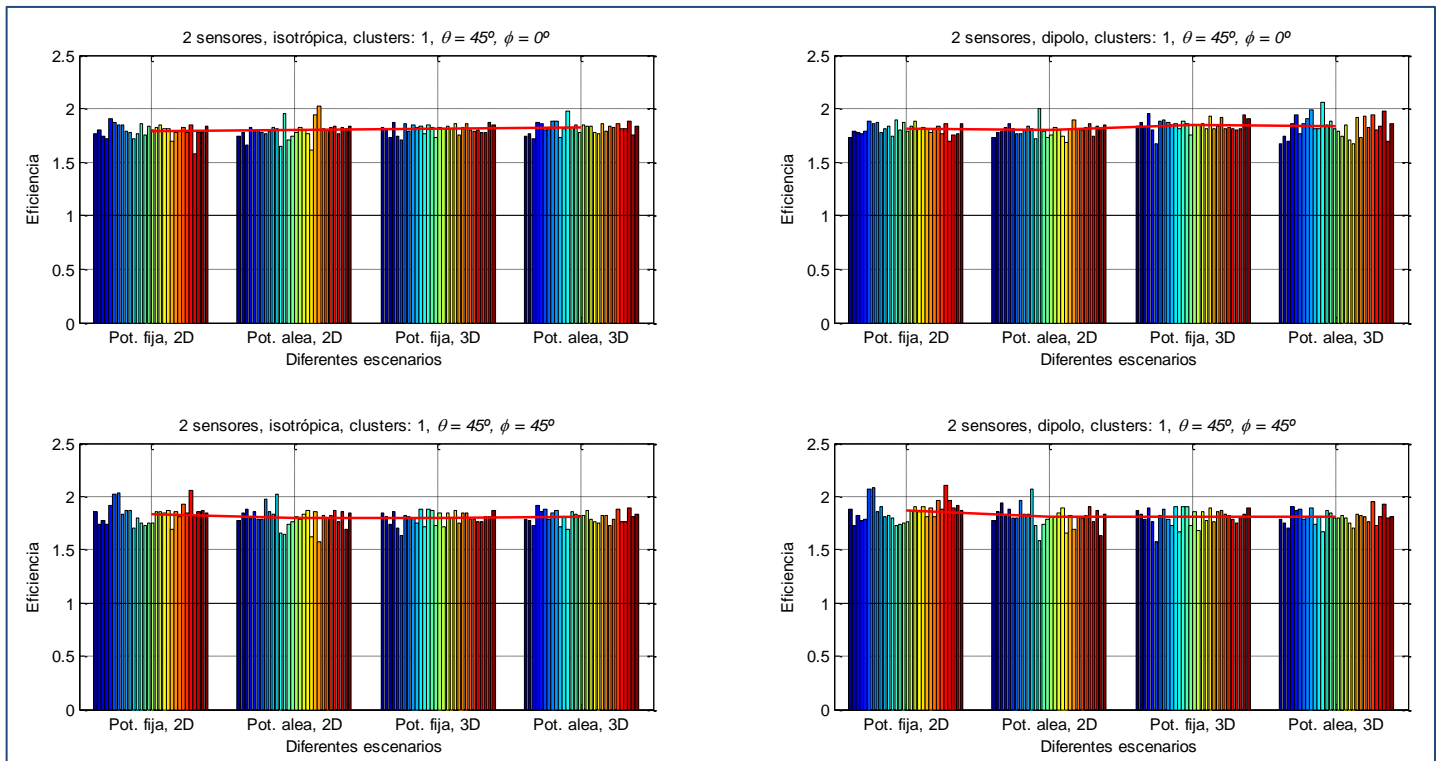 2 sensores, isotrópica, clusters: 1, θ = 45º, ϕ = 0º
2.5
2
1.5
1
0.5
0
Eficiencia
Pot. fija, 2D Pot. alea, 2D Pot. fija, 3D Pot. alea, 3D
Diferentes escenarios
2 sensores, dipolo, clusters: 1, θ = 45º, ϕ = 0º
2.5
2
1.5
1
0.5
0
Eficiencia
Pot. fija, 2D Pot. alea, 2D Pot. fija, 3D Pot. alea, 3D
Diferentes escenarios
2 sensores, isotrópica, clusters: 1, θ = 45º, ϕ = 45º
2.5
2
1.5
1
0.5
0
Eficiencia
Pot. fija, 2D Pot. alea, 2D Pot. fija, 3D Pot. alea, 3D
Diferentes escenarios
2 sensores, dipolo, clusters: 1, θ = 45º, ϕ = 45º
2.5
2
1.5
1
0.5
0
Eficiencia
Pot. fija, 2D Pot. alea, 2D Pot. fija, 3D Pot. alea, 3D
Diferentes escenarios